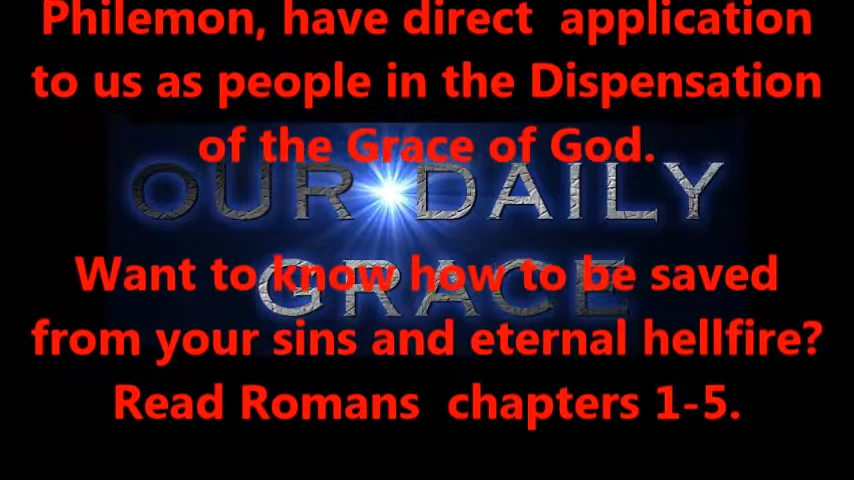 Philemon, have direct application
to us as people in the Dispensation
of the Grace of God.
OUR DAILY
GRACE
Want to know how to be saved
from your sins and eternal hellfire?
Read Romans chapters 1-5.